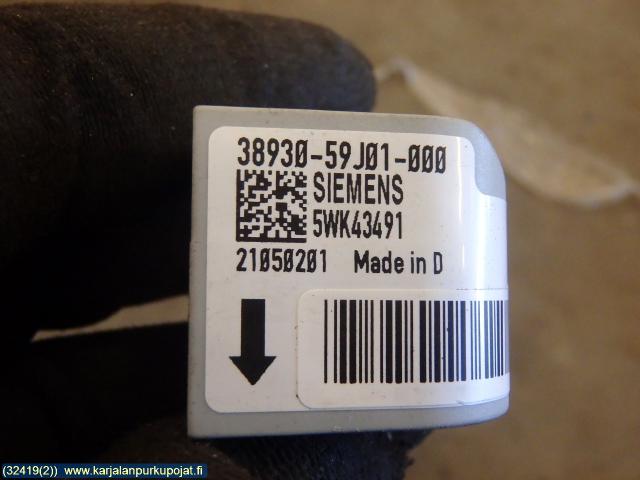 38930-59J01-000
SIEMENS
5WK43491
21050201 Made in D
(32419(2)) www.karjalanpurkupojat.fi